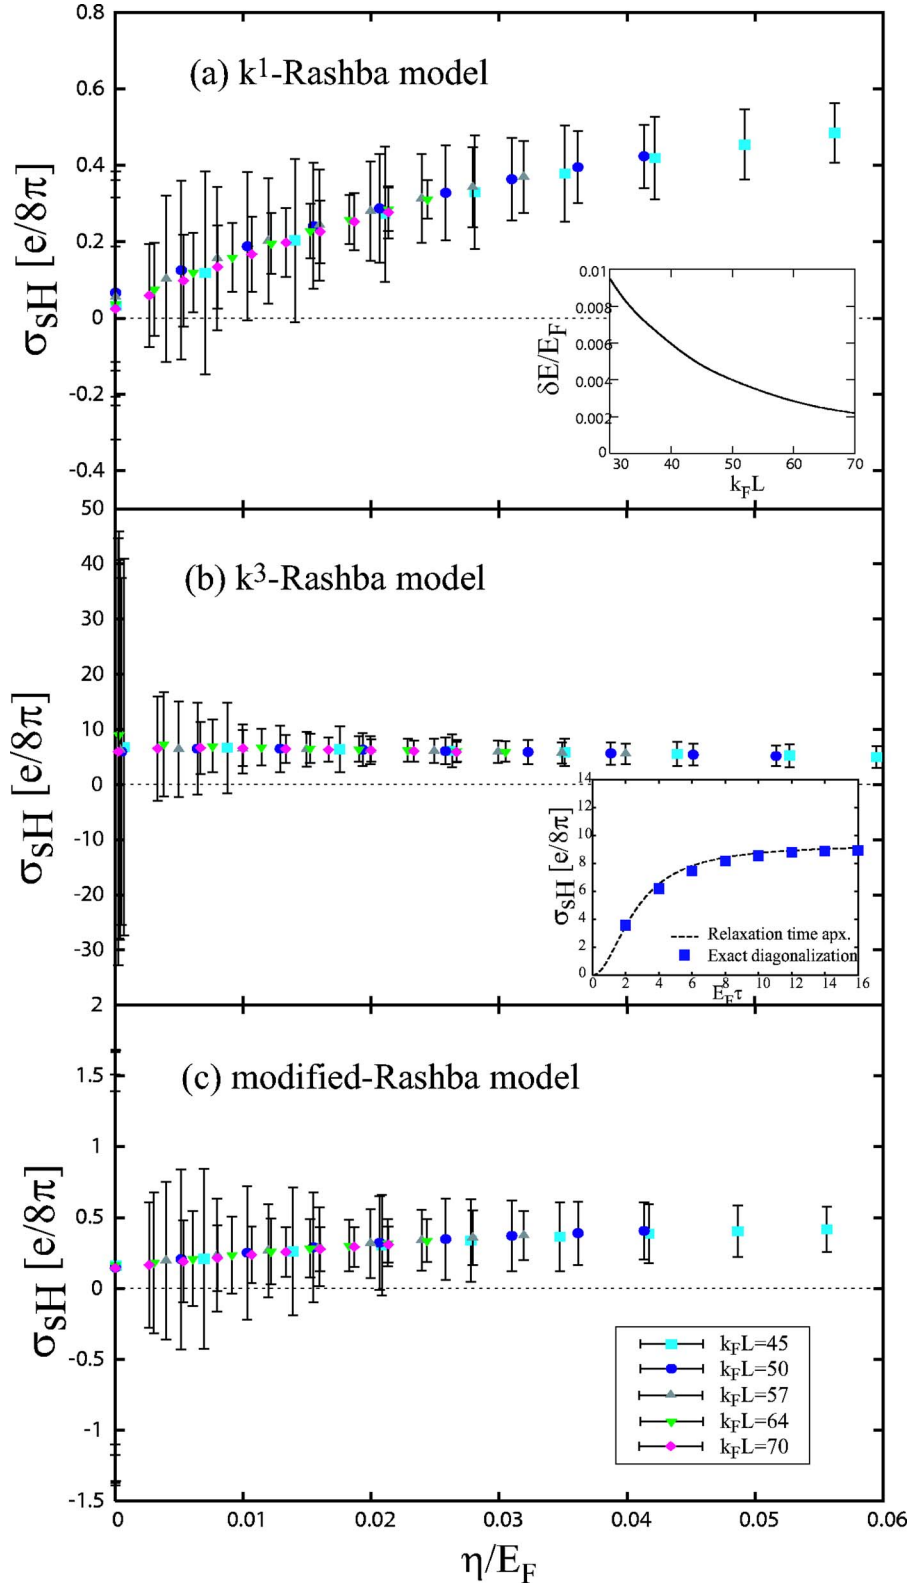 0.8
(a) k1-Rashba model
0.6
0.4
0.2
0
-0.2
-0.4
σsH [e/8π]
0.01
0.008
0.006
0.004
0.002
0
δE/EF
30 40 50 60 70
kFL
50
(b) k3-Rashba model
40
30
20
10
0
-10
-20
-30
σsH [e/8π]
14
12
10
8
6
4
2
0
σsH [e/8π]
Relaxation time apx.
Exact diagonalization
0 2 4 6 8 10 12 14 16
EFτ
2
(c) modified-Rashba model
1.5
1
0.5
0
-0.5
-1
-1.5
σsH [e/8π]
kFL=45
kFL=50
kFL=57
kFL=64
kFL=70
0 0.01 0.02 0.03 0.04 0.05 0.06
η/EF